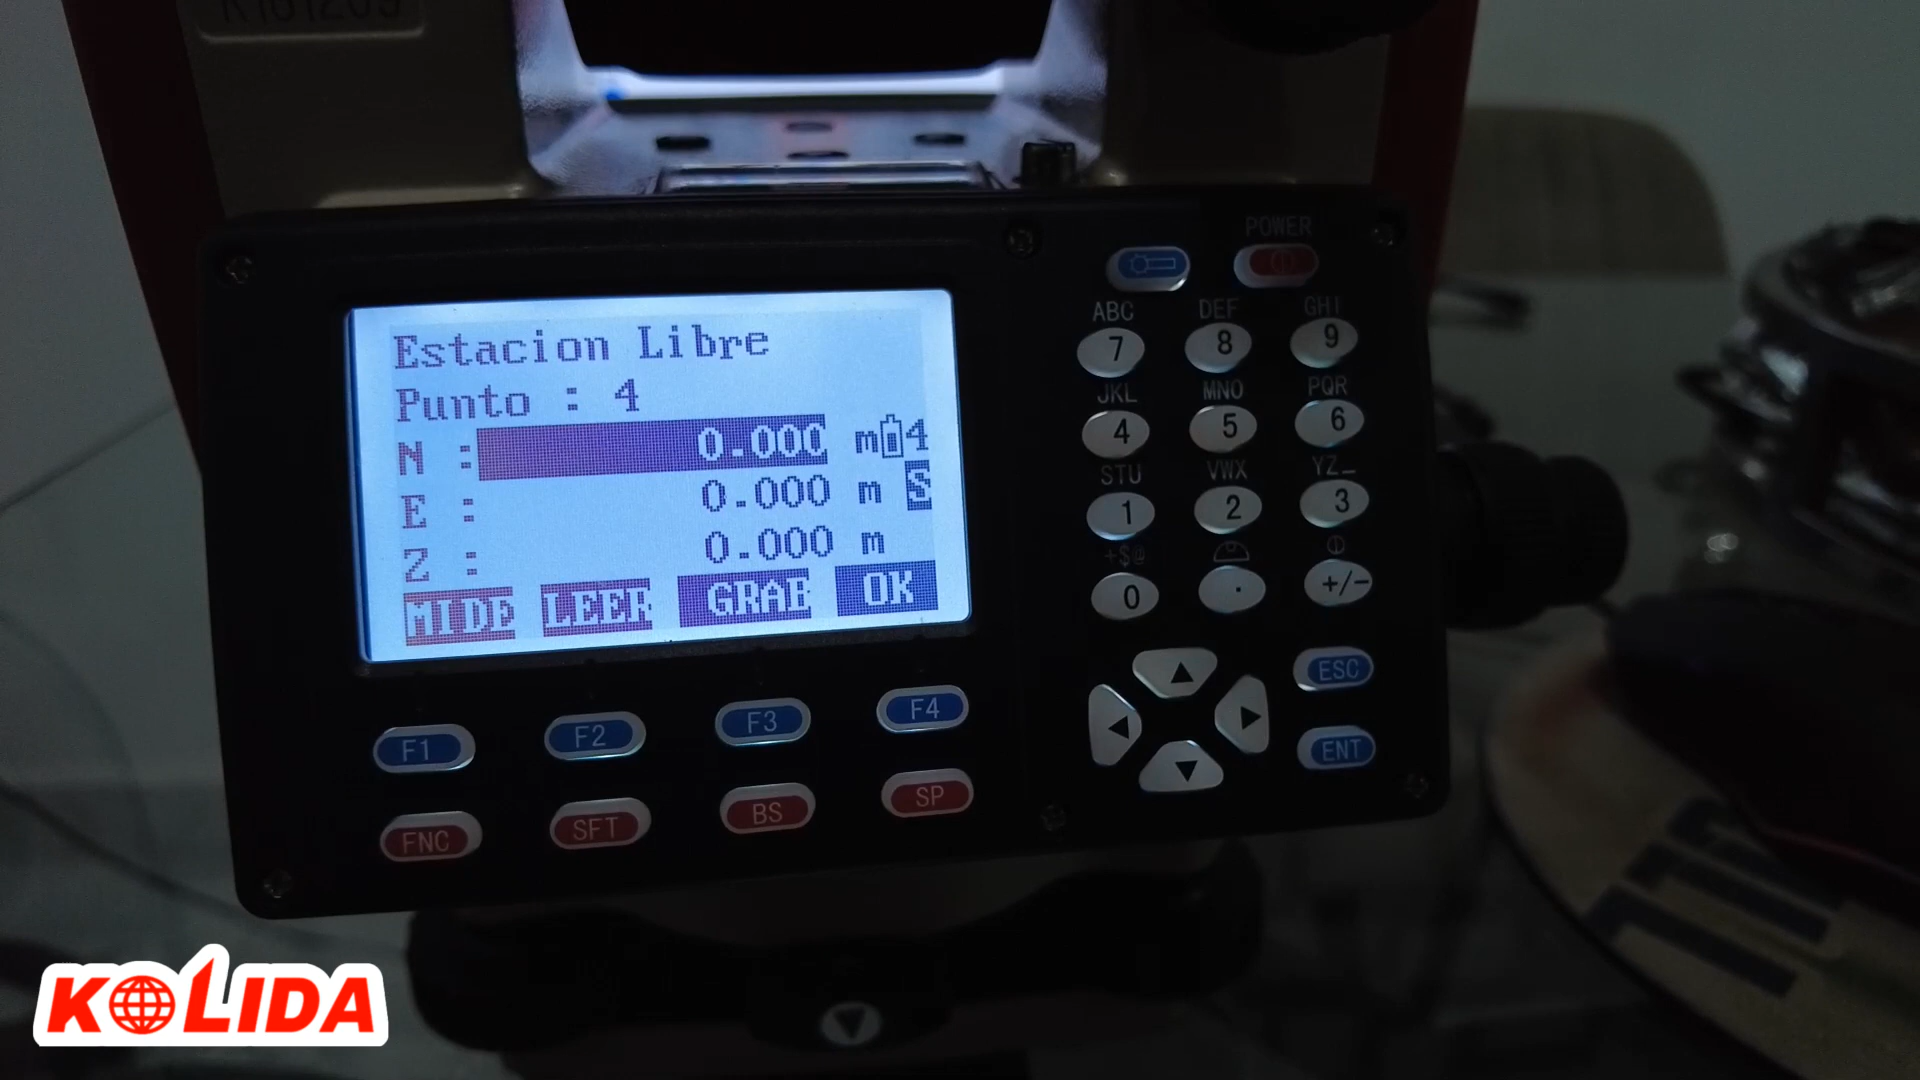 K161209
POWER
Estacion Libre
Punto : 4
N : 0.000 m 4
E : 0.000 m S
Z : 0.000 m
MIDE LEER GRAB OK
ABC DEF GHI
7 8 9
JKL MNO PQR
4 5 6
STU VWX YZ_
1 2 3
+$@
0 . +/-
ESC
ENT
F1 F2 F3 F4
FNC SFT BS SP
KOLIDA